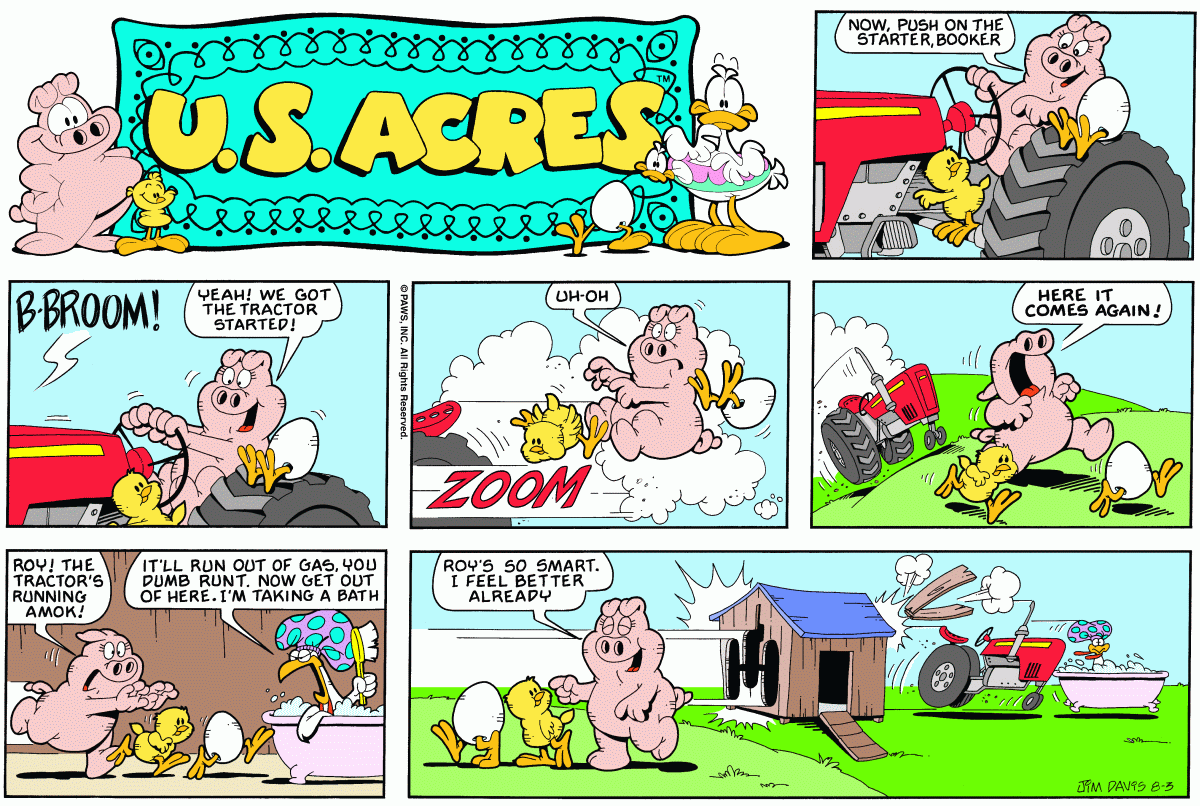 U.S. ACRES
TM
NOW, PUSH ON THE
STARTER, BOOKER
B-BROOM!
YEAH! WE GOT
THE TRACTOR
STARTED!
© PAWS, INC. All Rights Reserved.
UH-OH
ZOOM
HERE IT
COMES AGAIN!
ROY! THE
TRACTOR'S
RUNNING
AMOK!
IT'LL RUN OUT OF GAS, YOU
DUMB RUNT. NOW GET OUT
OF HERE. I'M TAKING A BATH
ROY'S SO SMART.
I FEEL BETTER
ALREADY
JIM DAVIS 8-3